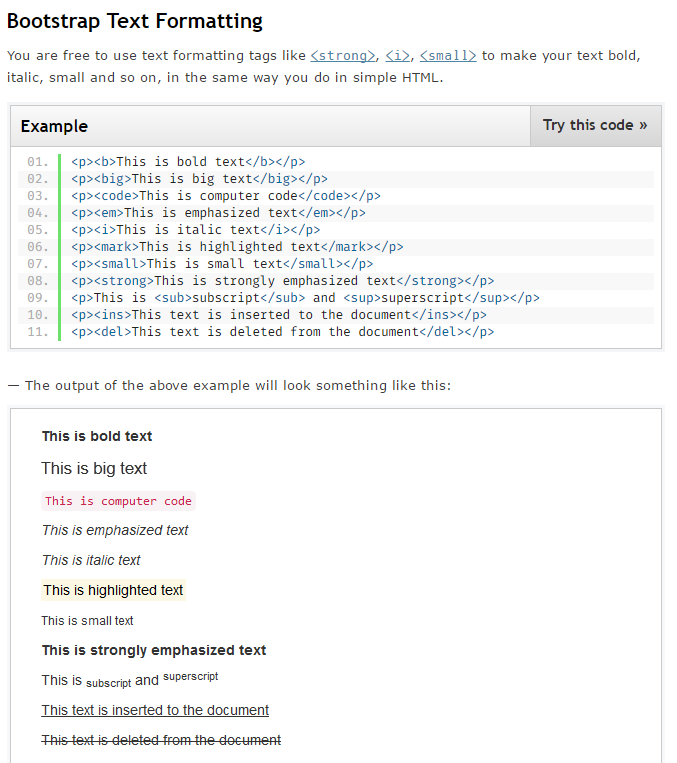 Bootstrap Text Formatting
You are free to use text formatting tags like <strong>, <i>, <small> to make your text bold,
italic, small and so on, in the same way you do in simple HTML.
Example
Try this code »
01. <p><b>This is bold text</b></p>
02. <p><big>This is big text</big></p>
03. <p><code>This is computer code</code></p>
04. <p><em>This is emphasized text</em></p>
05. <p><i>This is italic text</i></p>
06. <p><mark>This is highlighted text</mark></p>
07. <p><small>This is small text</small></p>
08. <p><strong>This is strongly emphasized text</strong></p>
09. <p>This is <sub>subscript</sub> and <sup>superscript</sup></p>
10. <p><ins>This text is inserted to the document</ins></p>
11. <p><del>This text is deleted from the document</del></p>
— The output of the above example will look something like this:
This is bold text
This is big text
This is computer code
This is emphasized text
This is italic text
This is highlighted text
This is small text
This is strongly emphasized text
This is subscript and superscript
This text is inserted to the document
This text is deleted from the document